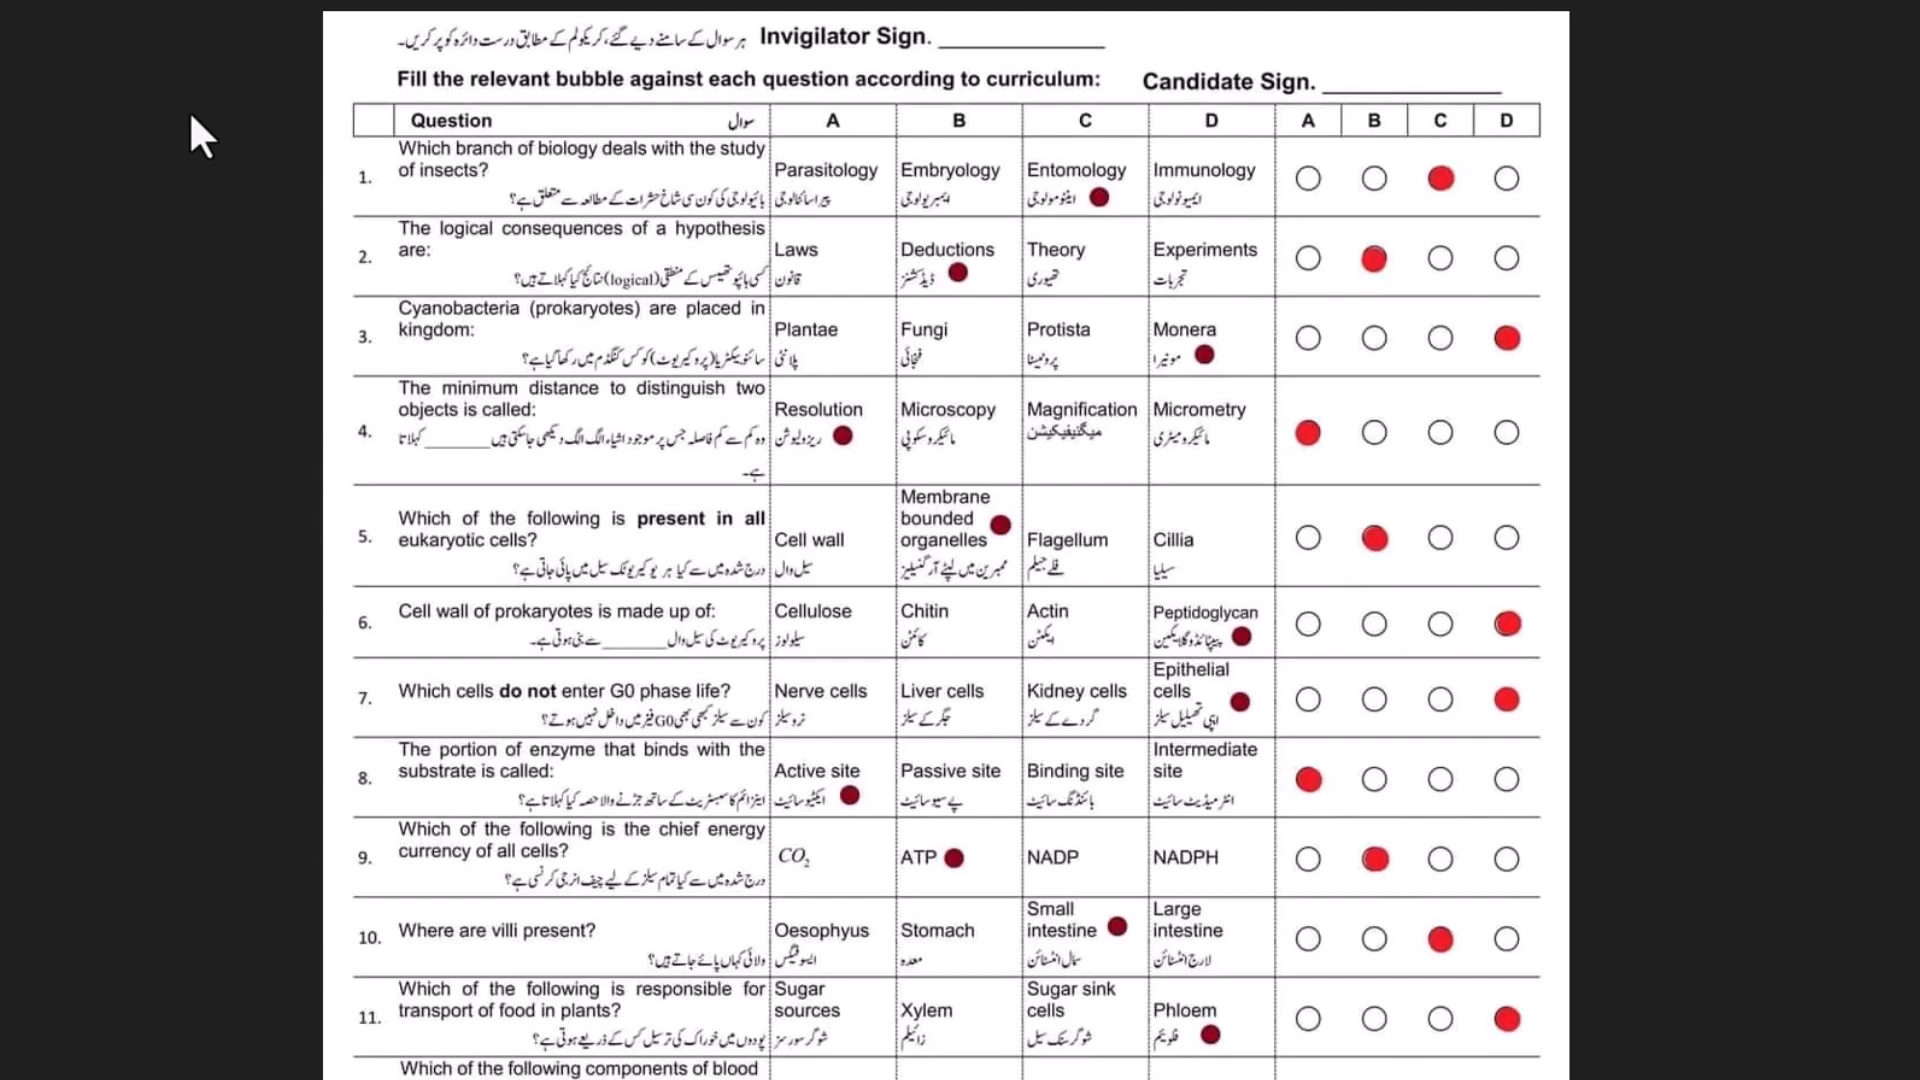 ہر سوال کے سامنے دیے گئے، کریکولم کے مطابق درست دائرہ کو پر کریں۔ Invigilator Sign. ____________
Fill the relevant bubble against each question according to curriculum: Candidate Sign. _____________
Question سوال A B C D A B C D
1. Which branch of biology deals with the study of insects?
بائیولوجی کی کون سی شاخ حشرات کے مطالعہ سے متعلق ہے؟
Parasitology Embryology Entomology Immunology
پیراسائٹالوجی ایمبریولوجی اینٹومولوجی ایمیونولوجی
2. The logical consequences of a hypothesis are:
کسی ہائپوتھیسس کے منطقی (logical) نتائج کیا کہلاتے ہیں؟
Laws Deductions Theory Experiments
قانون ڈیڈکشنز تھیوری تجربات
3. Cyanobacteria (prokaryotes) are placed in kingdom:
سائنوبیکٹریا (پروکیریوٹ) کو کس کنگڈم میں رکھا گیا ہے؟
Plantae Fungi Protista Monera
پلانٹی فنجائی پروٹیسٹا مونیرا
4. The minimum distance to distinguish two objects is called:
وہ کم سے کم فاصلہ جس پر موجود اشیاء الگ الگ دیکھی جاسکتی ہیں ________ کہلاتا
ہے۔
Resolution Microscopy Magnification Micrometry
ریزولیوشن مائیکروسکوپی میگنیفیکیشن مائیکرومیٹری
5. Which of the following is present in all eukaryotic cells?
درج شدہ میں سے کیا ہر یوکیریوٹک سیل میں پائی جاتی ہے؟
Cell wall Membrane bounded organelles Flagellum Cillia
سیل وال ممبرین میں لپٹے آرگنیلیز فلے جیلم سیلیا
6. Cell wall of prokaryotes is made up of:
پروکیریوٹ کی سیل وال ________ سے بنی ہوتی ہے۔
Cellulose Chitin Actin Peptidoglycan
سیلولوز کائٹن ایکٹن پیپٹائڈوگلائیکین
7. Which cells do not enter G0 phase life?
کون سے سیلز کبھی بھی G0 فیز میں داخل نہیں ہوتے؟
Nerve cells Liver cells Kidney cells Epithelial cells
نرو سیلز جگر کے سیلز گردے کے سیلز اپی تھیلیل سیلز
8. The portion of enzyme that binds with the substrate is called:
اینزائم کا سبسٹریٹ کے ساتھ جڑنے والا حصہ کیا کہلاتا ہے؟
Active site Passive site Binding site Intermediate site
ایکٹیو سائیٹ پے سیو سائیٹ بائنڈنگ سائیٹ انٹرمیڈیٹ سائیٹ
9. Which of the following is the chief energy currency of all cells?
درج شدہ میں سے کیا تمام سیلز کے لیے چیف انرجی کرنسی ہے؟
CO₂ ATP NADP NADPH
10. Where are villi present?
ولائی کہاں پائے جاتے ہیں؟
Oesophyus Stomach Small intestine Large intestine
ایسوفیگس معدہ سمال انٹسٹائن لارج انٹسٹائن
11. Which of the following is responsible for transport of food in plants?
پودوں میں خوراک کی ترسیل کس کے ذریعے ہوتی ہے؟
Sugar sources Xylem Sugar sink cells Phloem
شوگر سورسز زائیلم شوگر سنک سیل فلوئیم
Which of the following components of blood